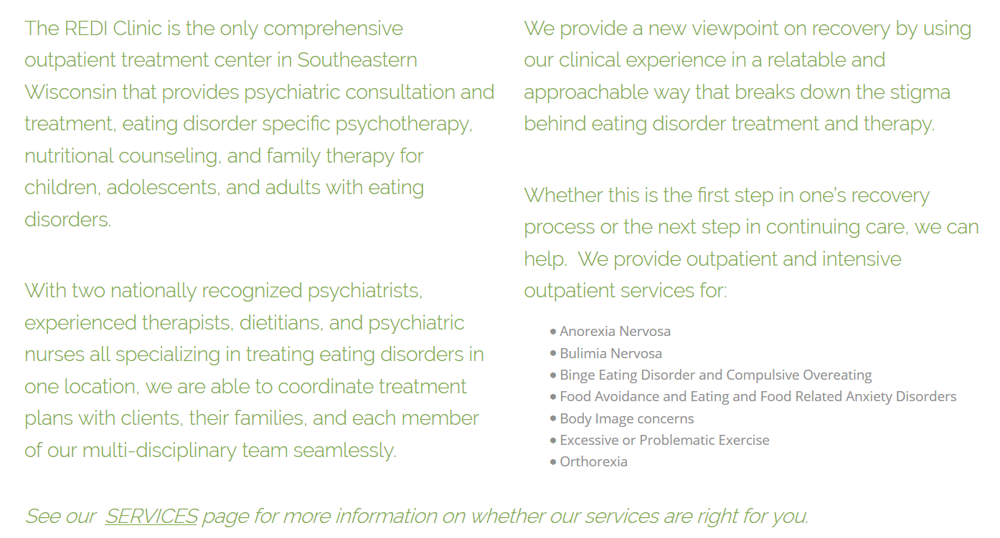 The REDI Clinic is the only comprehensive
outpatient treatment center in Southeastern
Wisconsin that provides psychiatric consultation and
treatment, eating disorder specific psychotherapy,
nutritional counseling, and family therapy for
children, adolescents, and adults with eating
disorders.
With two nationally recognized psychiatrists,
experienced therapists, dietitians, and psychiatric
nurses all specializing in treating eating disorders in
one location, we are able to coordinate treatment
plans with clients, their families, and each member
of our multi-disciplinary team seamlessly.
We provide a new viewpoint on recovery by using
our clinical experience in a relatable and
approachable way that breaks down the stigma
behind eating disorder treatment and therapy.
Whether this is the first step in one’s recovery
process or the next step in continuing care, we can
help.  We provide outpatient and intensive
outpatient services for:
● Anorexia Nervosa
● Bulimia Nervosa
● Binge Eating Disorder and Compulsive Overeating
● Food Avoidance and Eating and Food Related Anxiety Disorders
● Body Image concerns
● Excessive or Problematic Exercise
● Orthorexia
See our  SERVICES page for more information on whether our services are right for you.